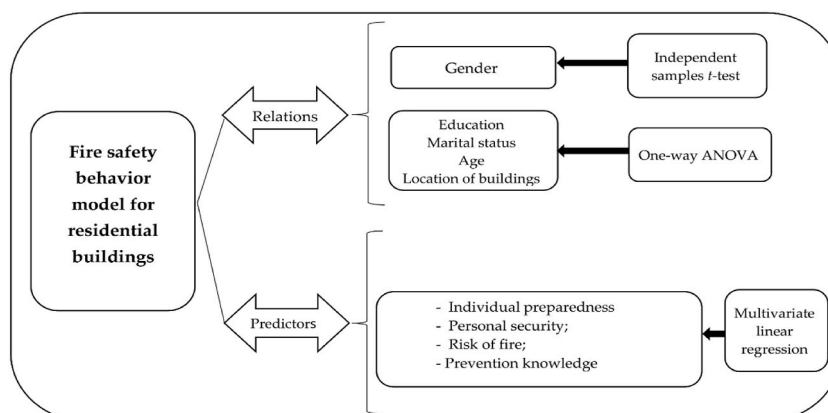 Fire safety
behavior
model for
residential
buildings
Relations
Gender
Independent
samples t-test
Education
Marital status
Age
Location of buildings
One-way ANOVA
Predictors
- Individual preparedness
- Personal security;
- Risk of fire;
- Prevention knowledge
Multivariate
linear
regression